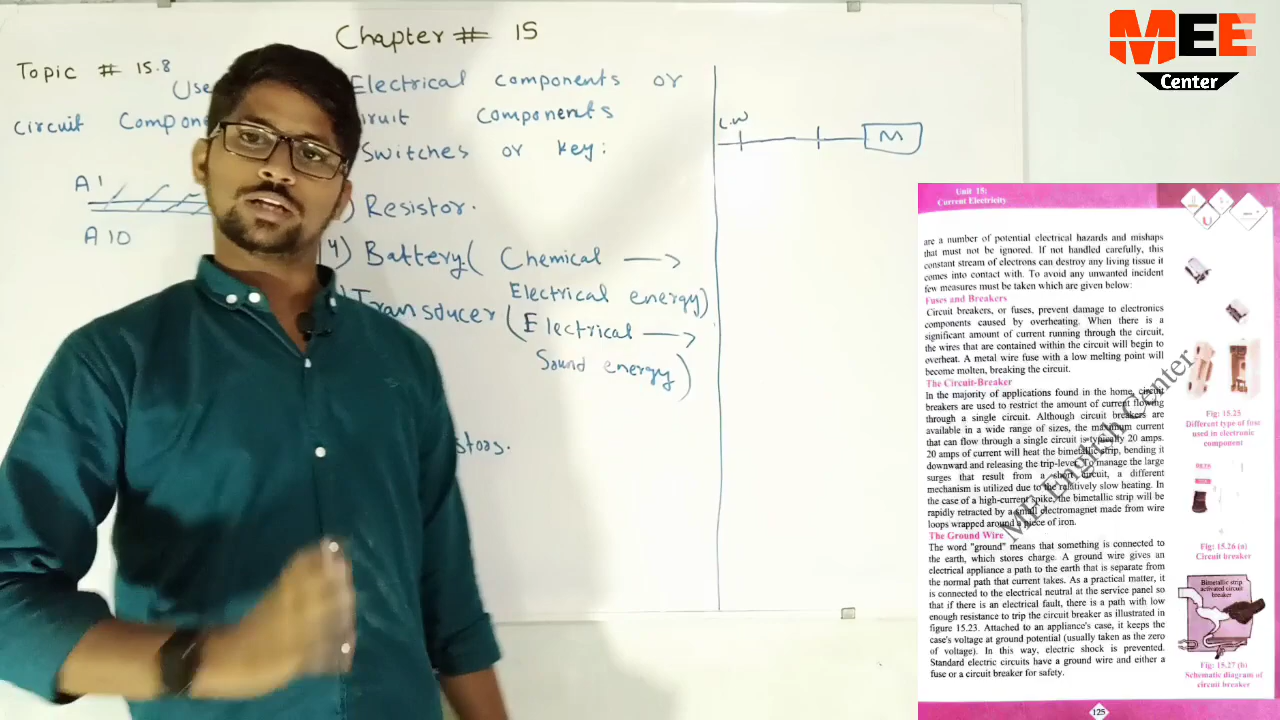 Chapter # 15
Topic # 15.8
Use Electrical components or
circuit Compone components
Switches or key:
A 1
A 10
) Resistor.
4) Battery ( Chemical →
Electrical energy)
Transducer ( Electrical →
Sound energy )
stors.
L.W
M
MEE
Center
Unit 15:
Current Electricity
are a number of potential electrical hazards and mishaps
that must not be ignored. If not handled carefully, this
constant stream of electrons can destroy any living tissue it
comes into contact with. To avoid any unwanted incident
few measures must be taken which are given below:
Fuses and Breakers
Circuit breakers, or fuses, prevent damage to electronics
components caused by overheating. When there is a
significant amount of current running through the circuit,
the wires that are contained within the circuit will begin to
overheat. A metal wire fuse with a low melting point will
become molten, breaking the circuit.
The Circuit-Breaker
In the majority of applications found in the home, circuit
breakers are used to restrict the amount of current flowing
through a single circuit. Although circuit breakers are
available in a wide range of sizes, the maximum current
that can flow through a single circuit is typically 20 amps.
20 amps of current will heat the bimetallic strip, bending it
downward and releasing the trip-lever. To manage the large
surges that result from a short circuit, a different
mechanism is utilized due to the relatively slow heating. In
the case of a high-current spike, the bimetallic strip will be
rapidly retracted by a small electromagnet made from wire
loops wrapped around a piece of iron.
The Ground Wire
The word "ground" means that something is connected to
the earth, which stores charge. A ground wire gives an
electrical appliance a path to the earth that is separate from
the normal path that current takes. As a practical matter, it
is connected to the electrical neutral at the service panel so
that if there is an electrical fault, there is a path with low
enough resistance to trip the circuit breaker as illustrated in
figure 15.23. Attached to an appliance's case, it keeps the
case's voltage at ground potential (usually taken as the zero
of voltage). In this way, electric shock is prevented.
Standard electric circuits have a ground wire and either a
fuse or a circuit breaker for safety.
ME English Center
Fig: 15.25
Different type of fuse
used in electronic
component
Fig: 15.26 (a)
Circuit breaker
Bimetallic strip
activated circuit
breaker
Fig: 15.27 (b)
Schematic diagram of
circuit breaker
125